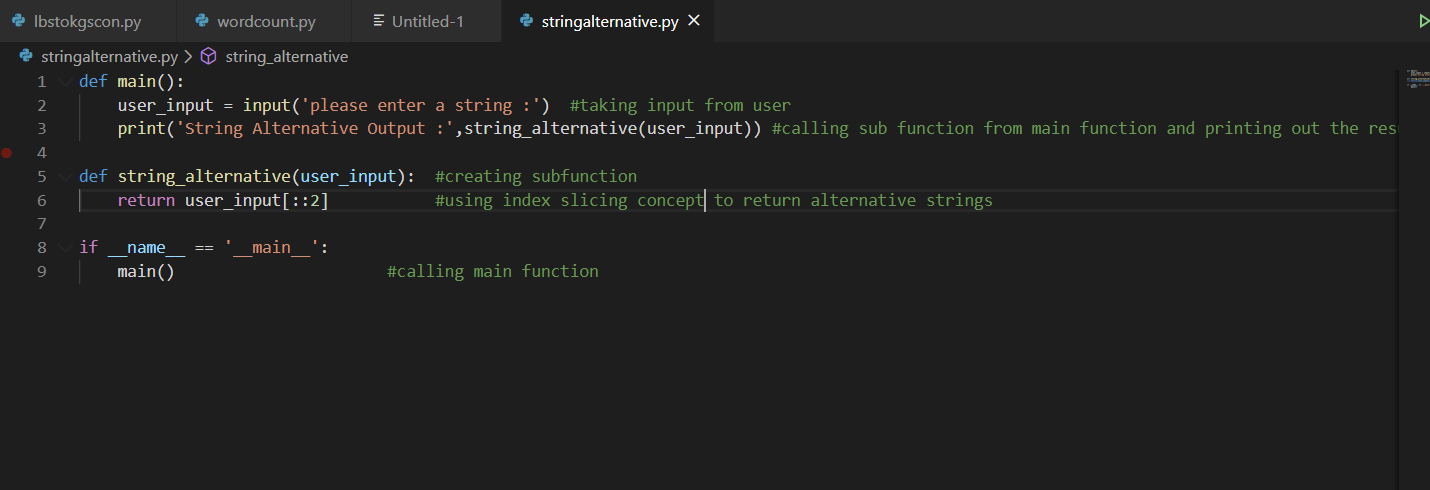 lbstokgscon.py wordcount.py Untitled-1 stringalternative.py
stringalternative.py > string_alternative
1 def main():
2     user_input = input('please enter a string :')  #taking input from user
3     print('String Alternative Output :',string_alternative(user_input)) #calling sub function from main function and printing out the res
4
5 def string_alternative(user_input):  #creating subfunction
6     return user_input[::2]           #using index slicing concept to return alternative strings
7
8 if __name__ == '__main__':
9     main()                      #calling main function